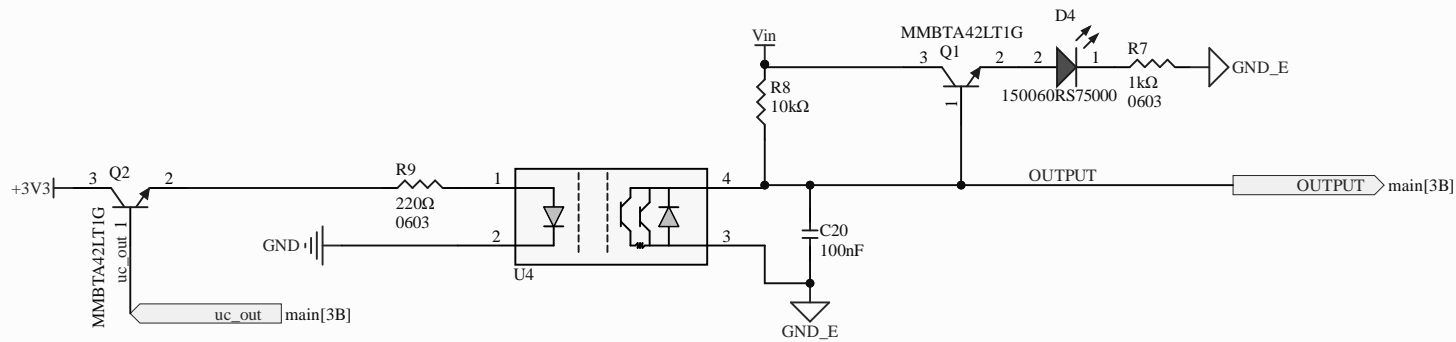 D4
MMBTA42LT1G
Vin
Q1
R7
3
2
2
1
GND_E
R8
10kΩ
1kΩ
0603
150060RS75000
1
Q2
R9
+3V3
3
2
1
4
OUTPUT
OUTPUT
main[3B]
220Ω
0603
MMBTA42LT1G
uc_out
1
GND
2
3
C20
100nF
U4
uc_out
main[3B]
GND_E